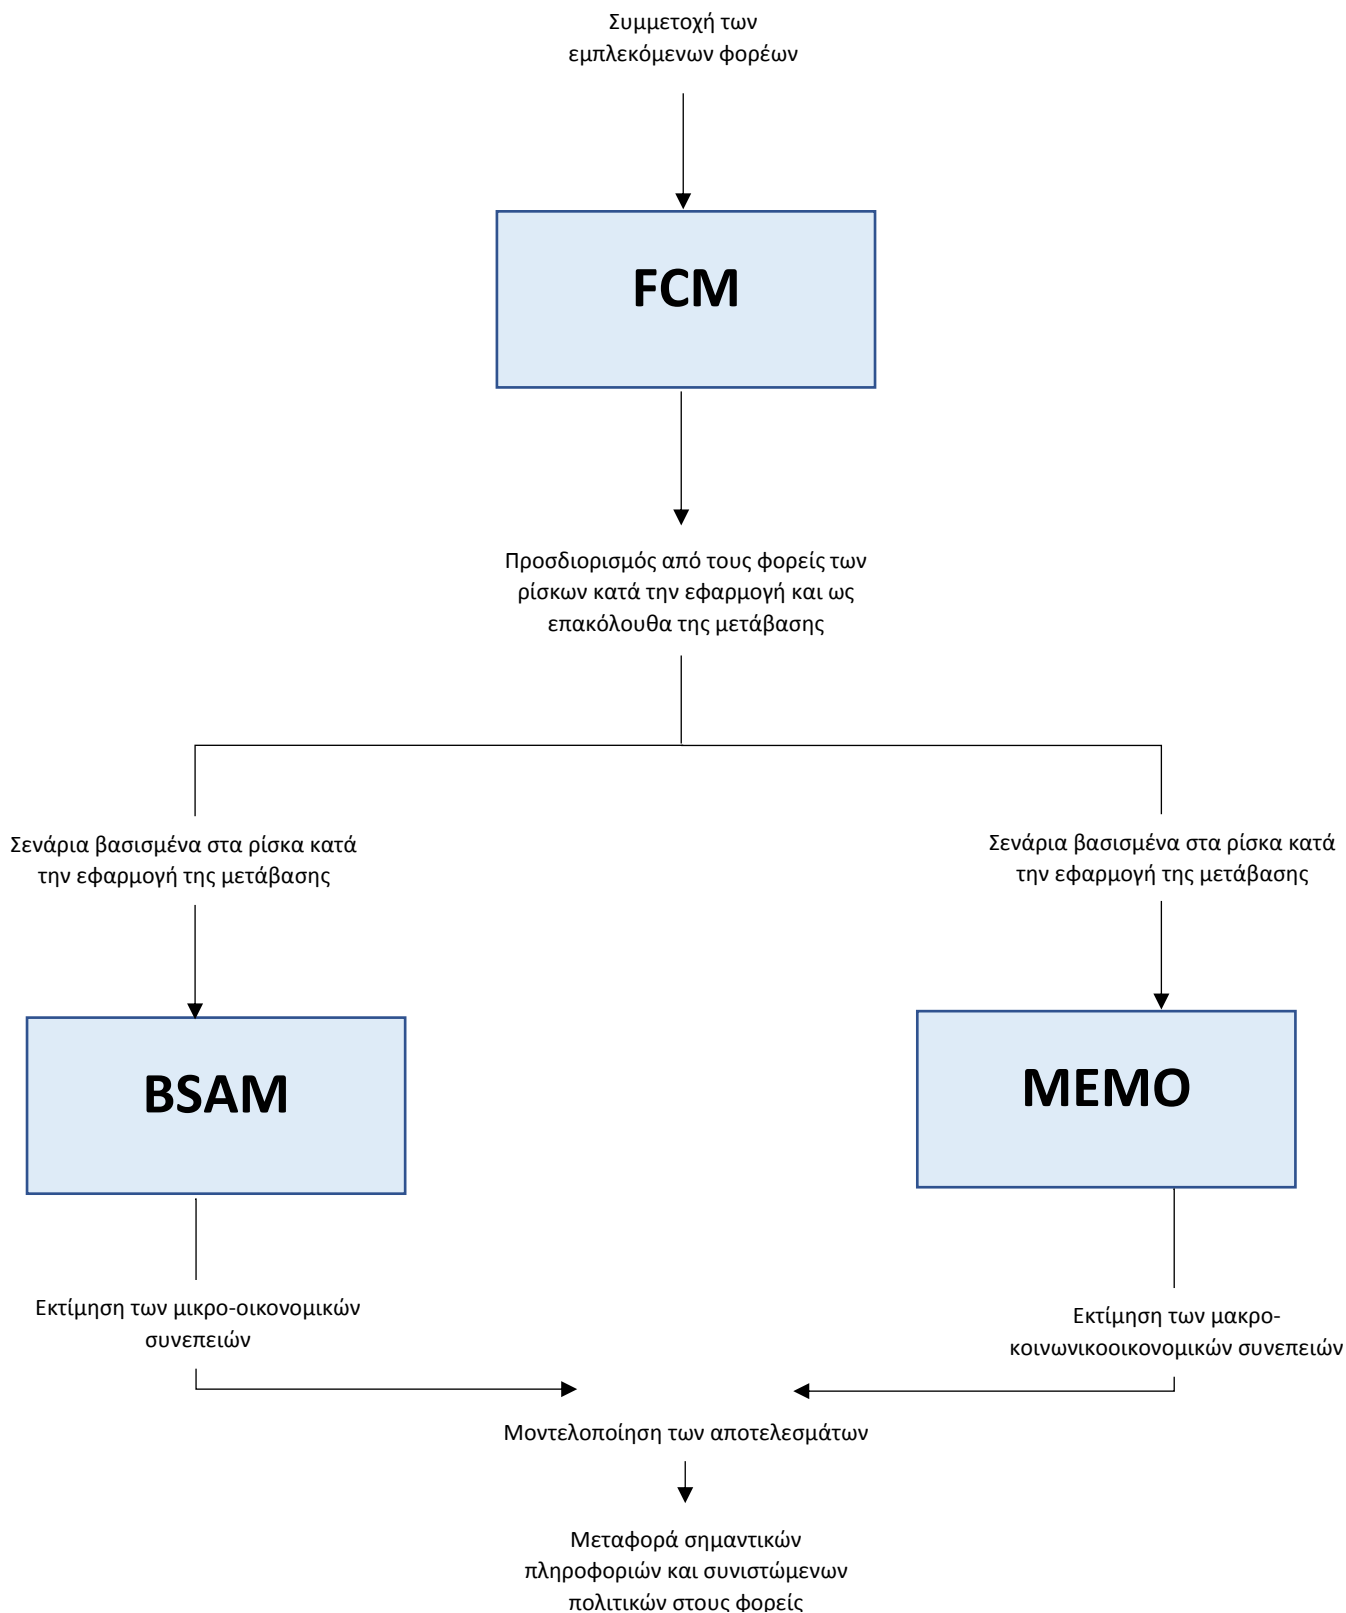 Συμμετοχή των
εμπλεκόμενων φορέων
FCM
Προσδιορισμός από τους φορείς των
ρίσκων κατά την εφαρμογή και ως
επακόλουθα της μετάβασης
Σενάρια βασισμένα στα ρίσκα κατά
την εφαρμογή της μετάβασης
Σενάρια βασισμένα στα ρίσκα κατά
την εφαρμογή της μετάβασης
BSAM
MEMO
Εκτίμηση των μικρο-οικονομικών
συνεπειών
Εκτίμηση των μακρο-
κοινωνικοοικονομικών συνεπειών
Μοντελοποίηση των αποτελεσμάτων
Μεταφορά σημαντικών
πληροφοριών και συνιστώμενων
πολιτικών στους φορείς